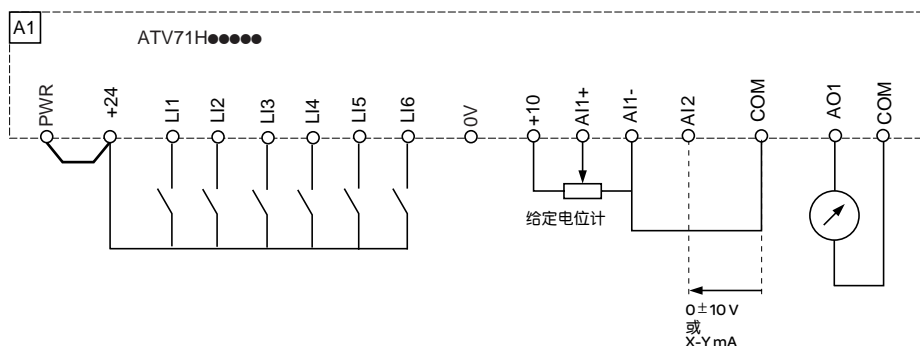 A1
ATV71H●●●●●
PWR
+24
LI1
LI2
LI3
LI4
LI5
LI6
0V
+10
AI1+
AI1-
AI2
COM
AO1
COM
给定电位计
0±10 V
或
X-Y mA